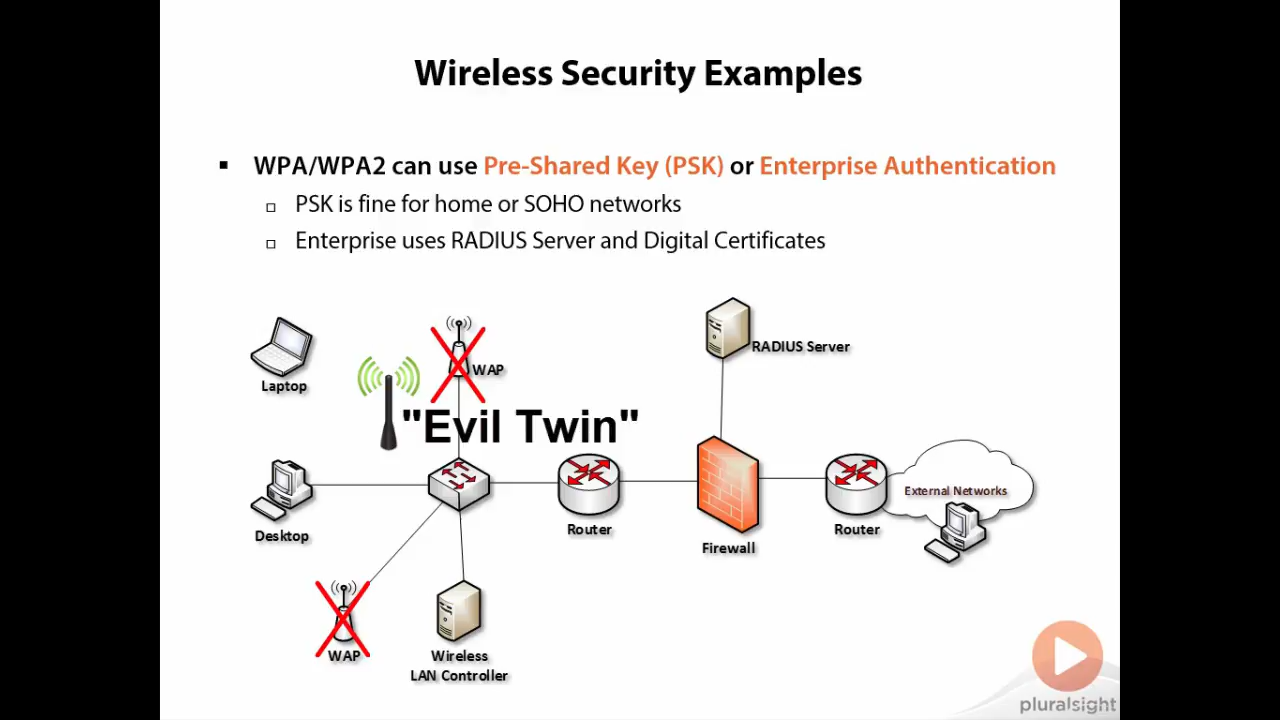 Wireless Security Examples
▪ WPA/WPA2 can use Pre-Shared Key (PSK) or Enterprise Authentication
▫ PSK is fine for home or SOHO networks
▫ Enterprise uses RADIUS Server and Digital Certificates
Laptop
WAP
RADIUS Server
"Evil Twin"
Desktop
Router
Firewall
Router
External Networks
WAP
Wireless
LAN Controller
pluralsight